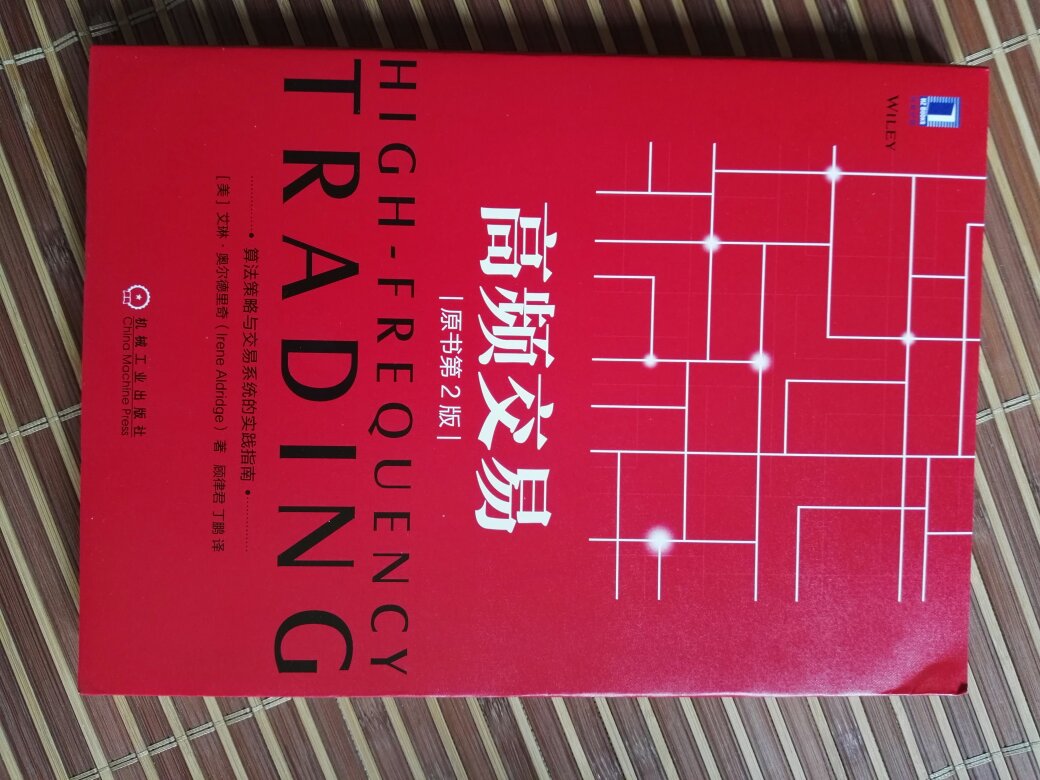 WILEY
HZ BOOKS
高频交易
原书第2版
HIGH-FREQUENCY
TRADING
算法策略与交易系统的实践指南
[美] 艾琳·奥尔德里奇（Irene Aldridge）著 顾律君 丁鹏 译
机械工业出版社
China Machine Press